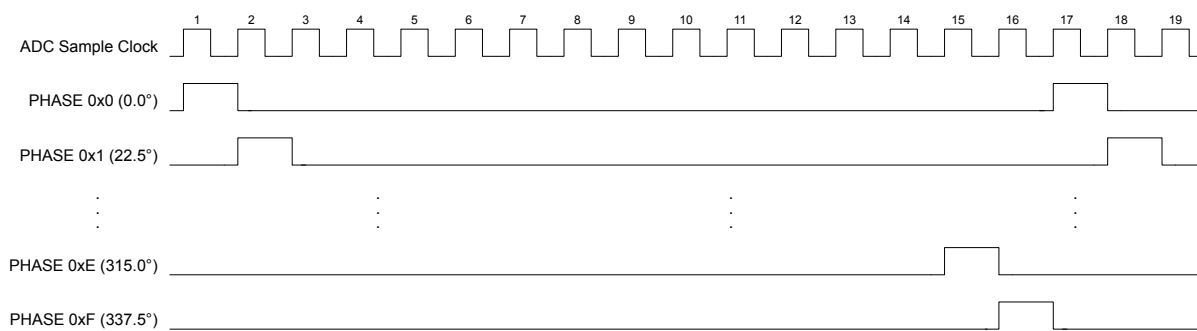 1 2 3 4 5 6 7 8 9 10 11 12 13 14 15 16 17 18 19
ADC Sample Clock
PHASE 0x0 (0.0°)
PHASE 0x1 (22.5°)
PHASE 0xE (315.0°)
PHASE 0xF (337.5°)